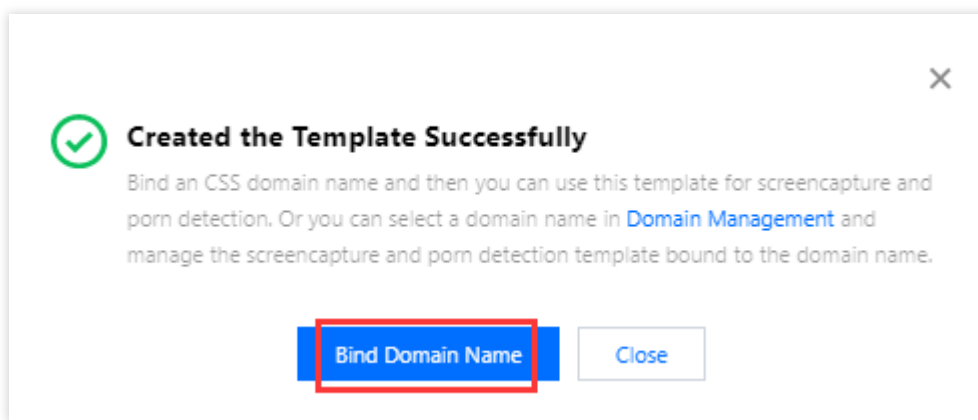 Created the Template Successfully
Bind an CSS domain name and then you can use this template for screencapture and
porn detection. Or you can select a domain name in Domain Management and
manage the screencapture and porn detection template bound to the domain name.
Bind Domain Name
Close